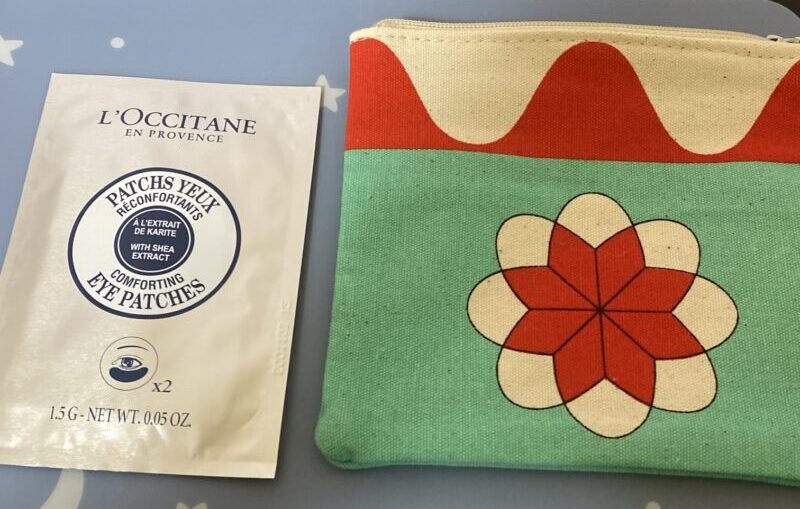 L'OCCITANE
EN PROVENCE
PATCHS YEUX
RÉCONFORTANTS
À L'EXTRAIT
DE KARITE
WITH SHEA
EXTRACT
COMFORTING
EYE PATCHES
x2
1.5 G - NET WT. 0.05 OZ.